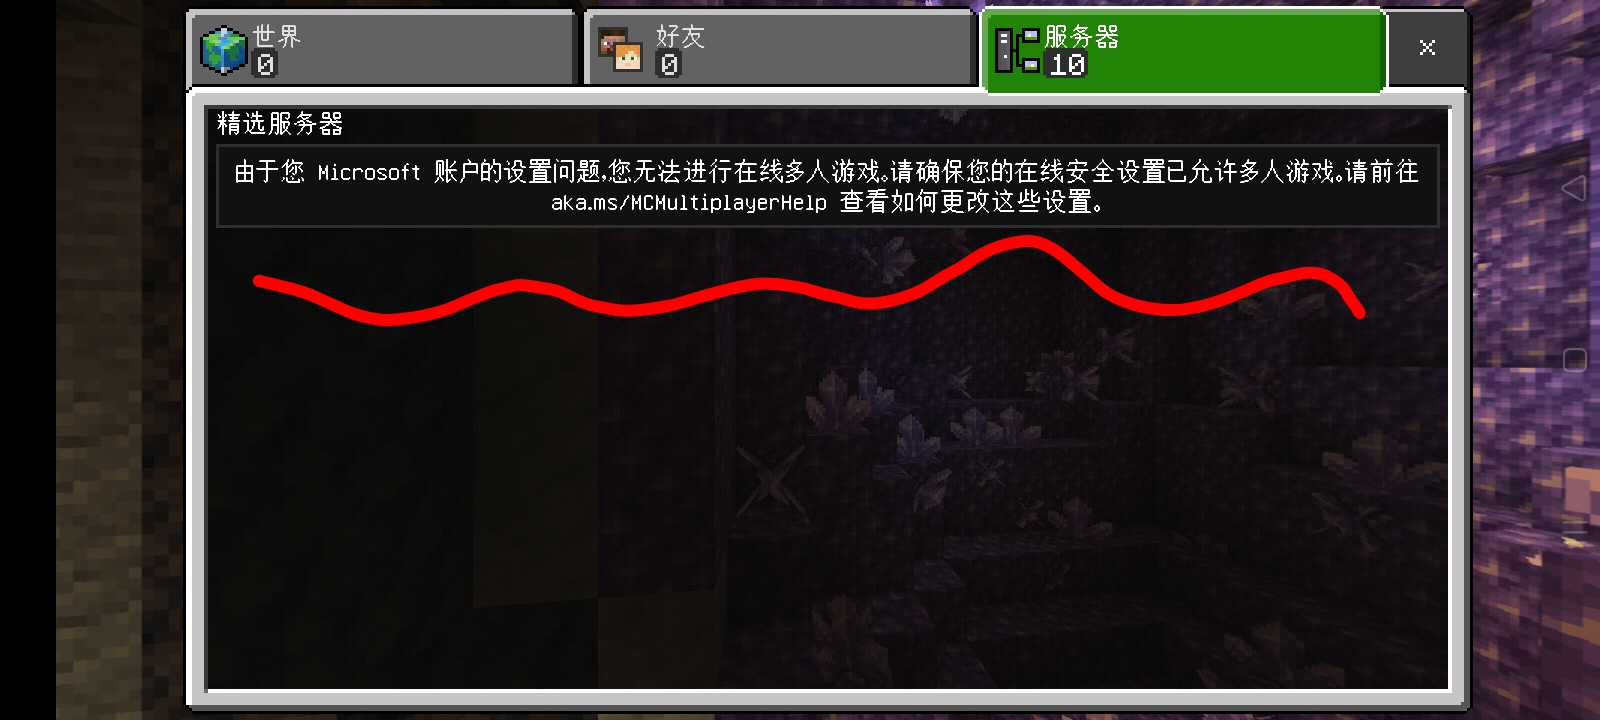 世界
0
好友
0
服务器
10
精选服务器
由于您 Microsoft 账户的设置问题,您无法进行在线多人游戏。请确保您的在线安全设置已允许多人游戏。请前往
aka.ms/MCMultiplayerHelp 查看如何更改这些设置。